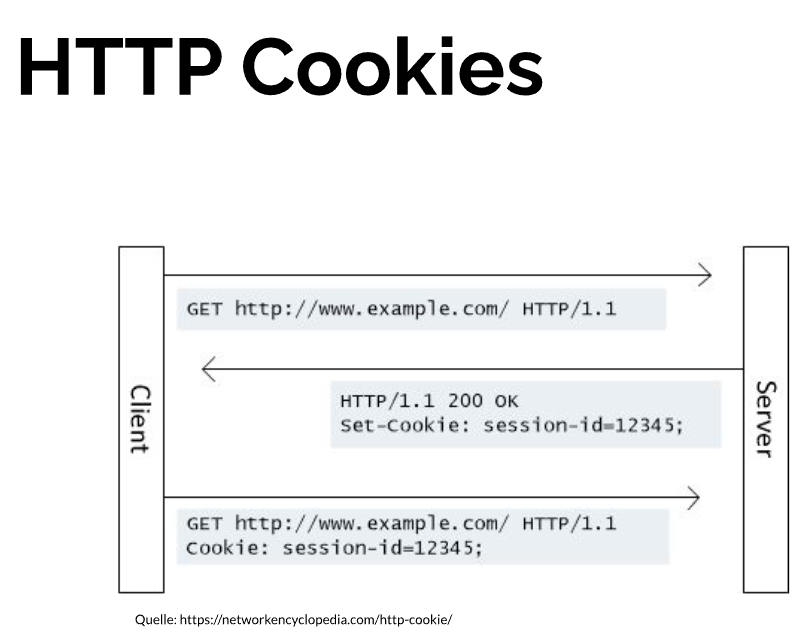 HTTP Cookies
GET http://www.example.com/ HTTP/1.1
HTTP/1.1 200 OK
Set-Cookie: session-id=12345;
Client
Server
GET http://www.example.com/ HTTP/1.1
Cookie: session-id=12345;
Quelle: https://networkencyclopedia.com/http-cookie/